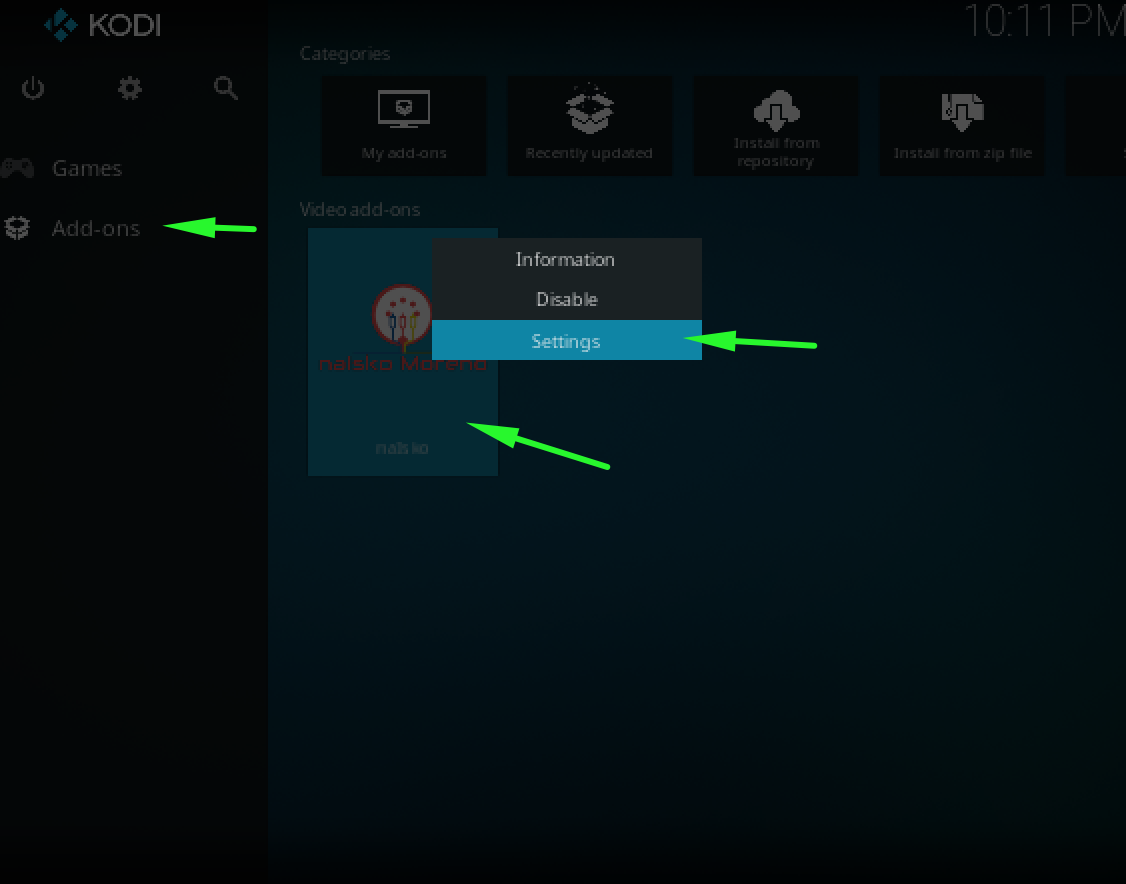 KODI
10:11 PM
Categories
My add-ons
Recently updated
Install from
repository
Install from zip file
Games
Add-ons
Video add-ons
Information
Disable
Settings
naisko Moreno
naisko